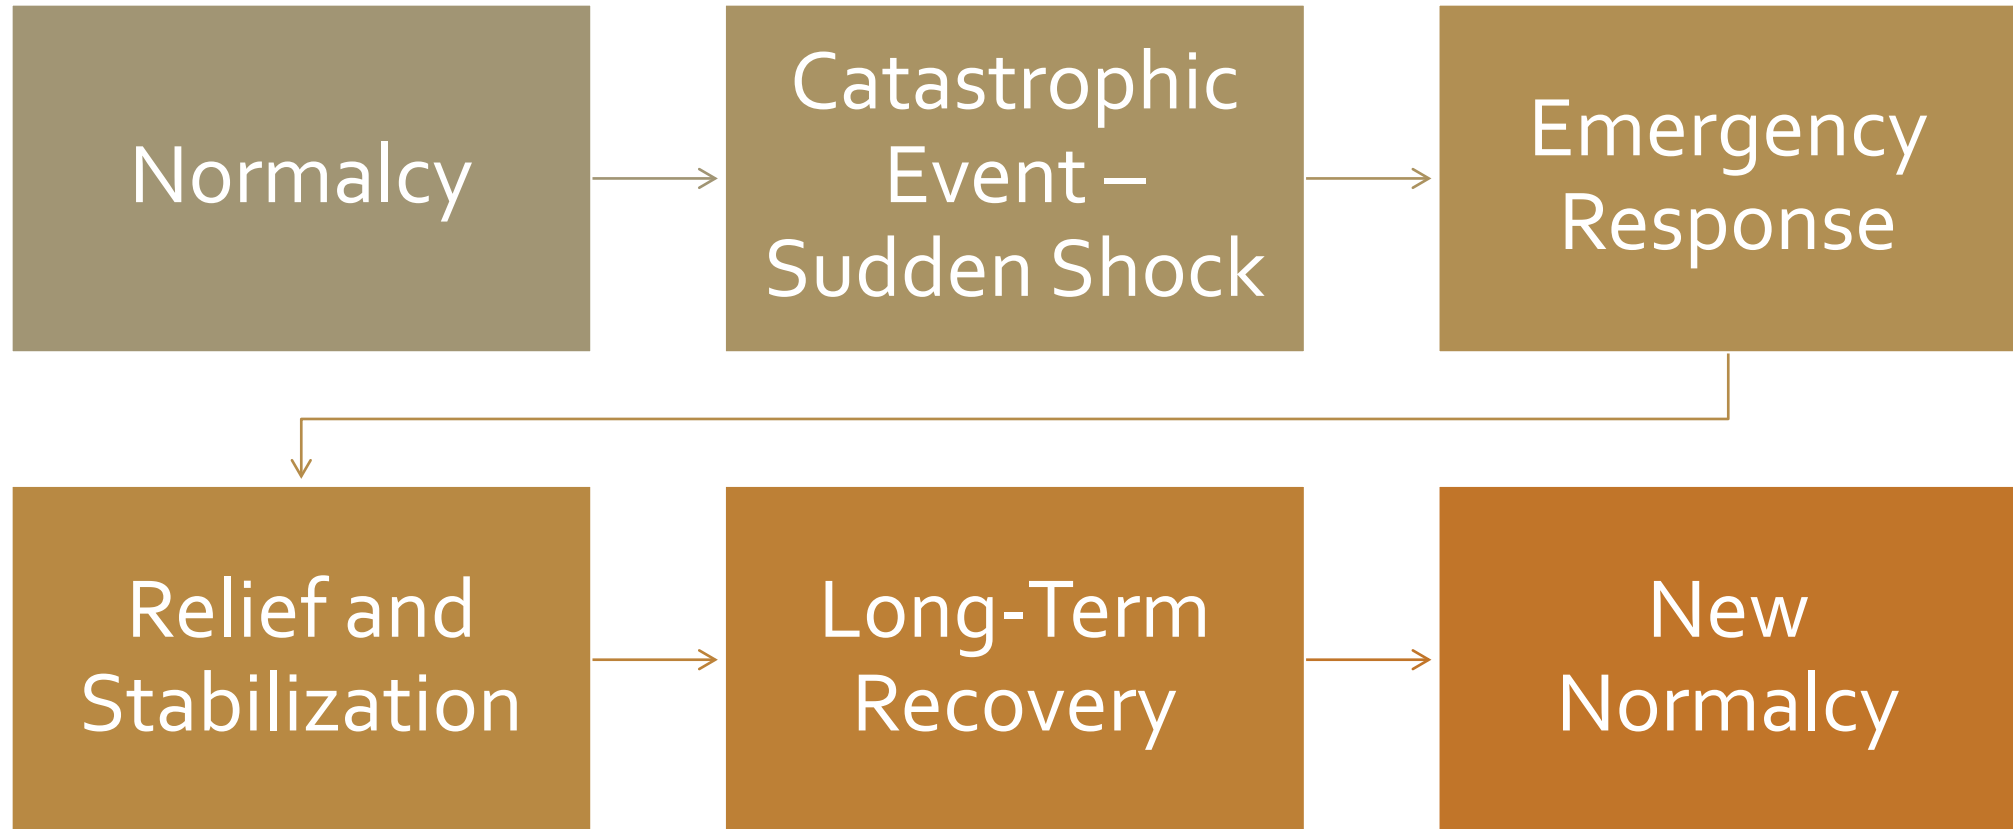 Normalcy
Catastrophic
Event –
Sudden Shock
Emergency
Response
Relief and
Stabilization
Long-Term
Recovery
New
Normalcy